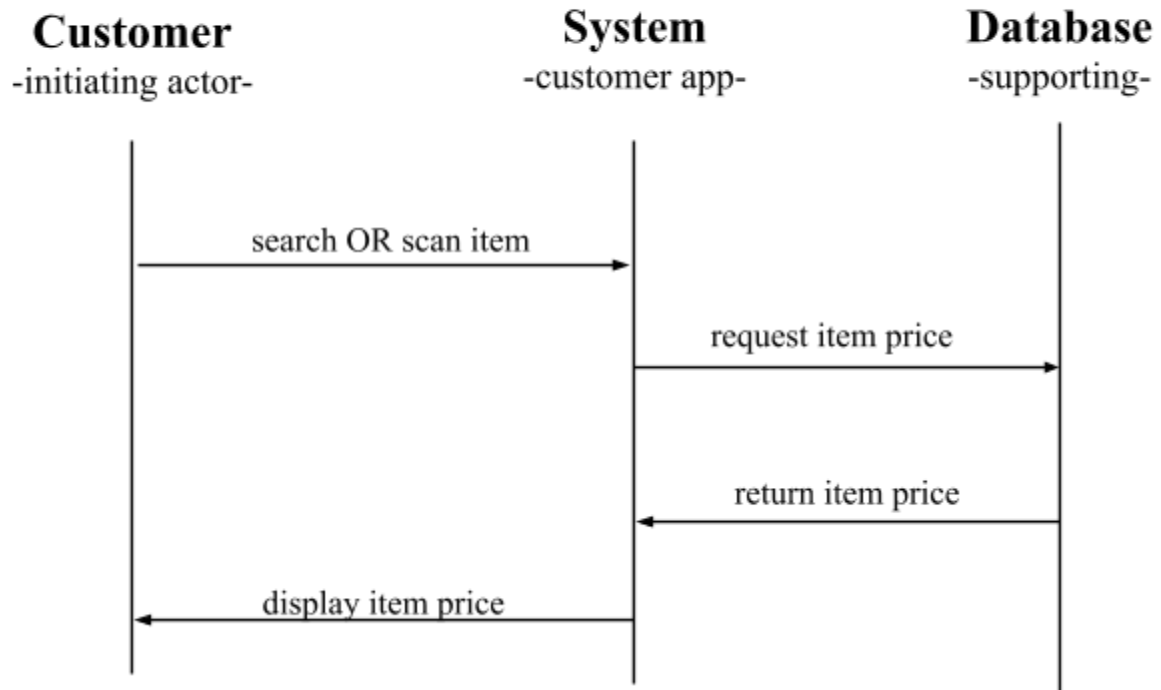 Customer
-initiating actor-
System
-customer app-
Database
-supporting-
search OR scan item
request item price
return item price
display item price